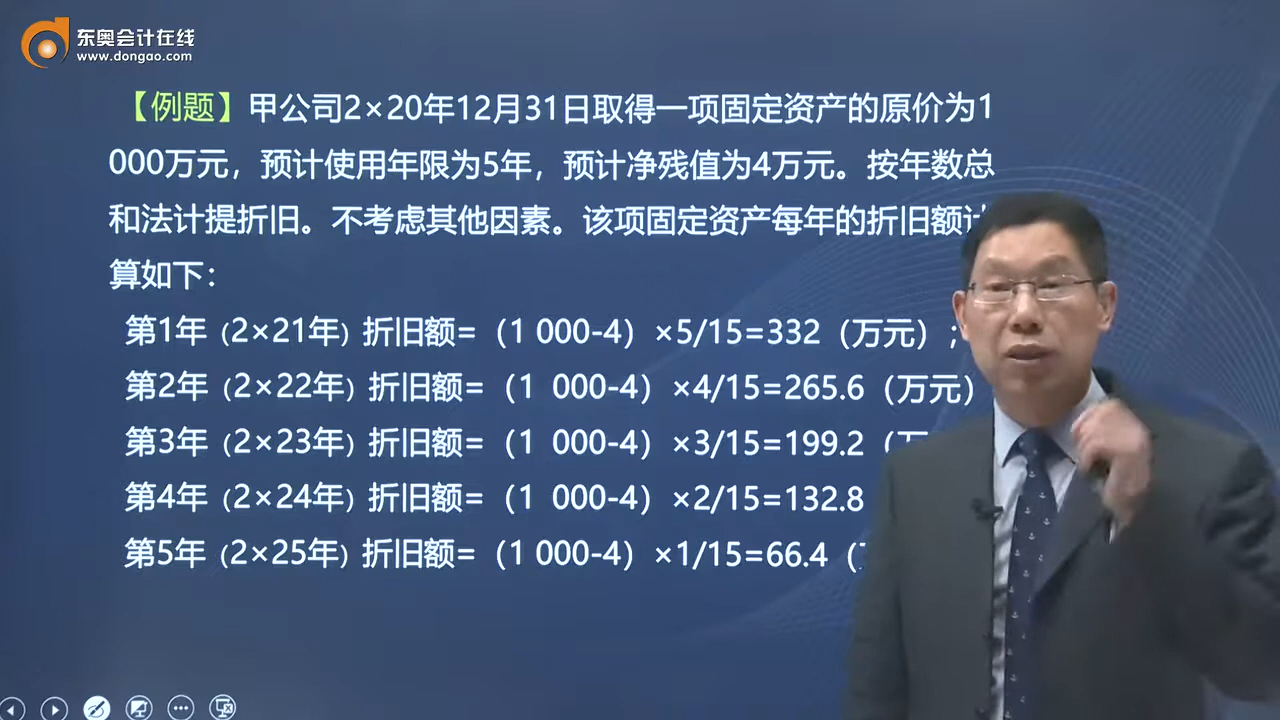 东奥会计在线
www.dongao.com
【例题】甲公司2×20年12月31日取得一项固定资产的原价为1
000万元，预计使用年限为5年，预计净残值为4万元。按年数总
和法计提折旧。不考虑其他因素。该项固定资产每年的折旧额计
算如下：
第1年（2×21年）折旧额=（1 000-4）×5/15=332（万元）；
第2年（2×22年）折旧额=（1 000-4）×4/15=265.6（万元）
第3年（2×23年）折旧额=（1 000-4）×3/15=199.2（
第4年（2×24年）折旧额=（1 000-4）×2/15=132.8
第5年（2×25年）折旧额=（1 000-4）×1/15=66.4（